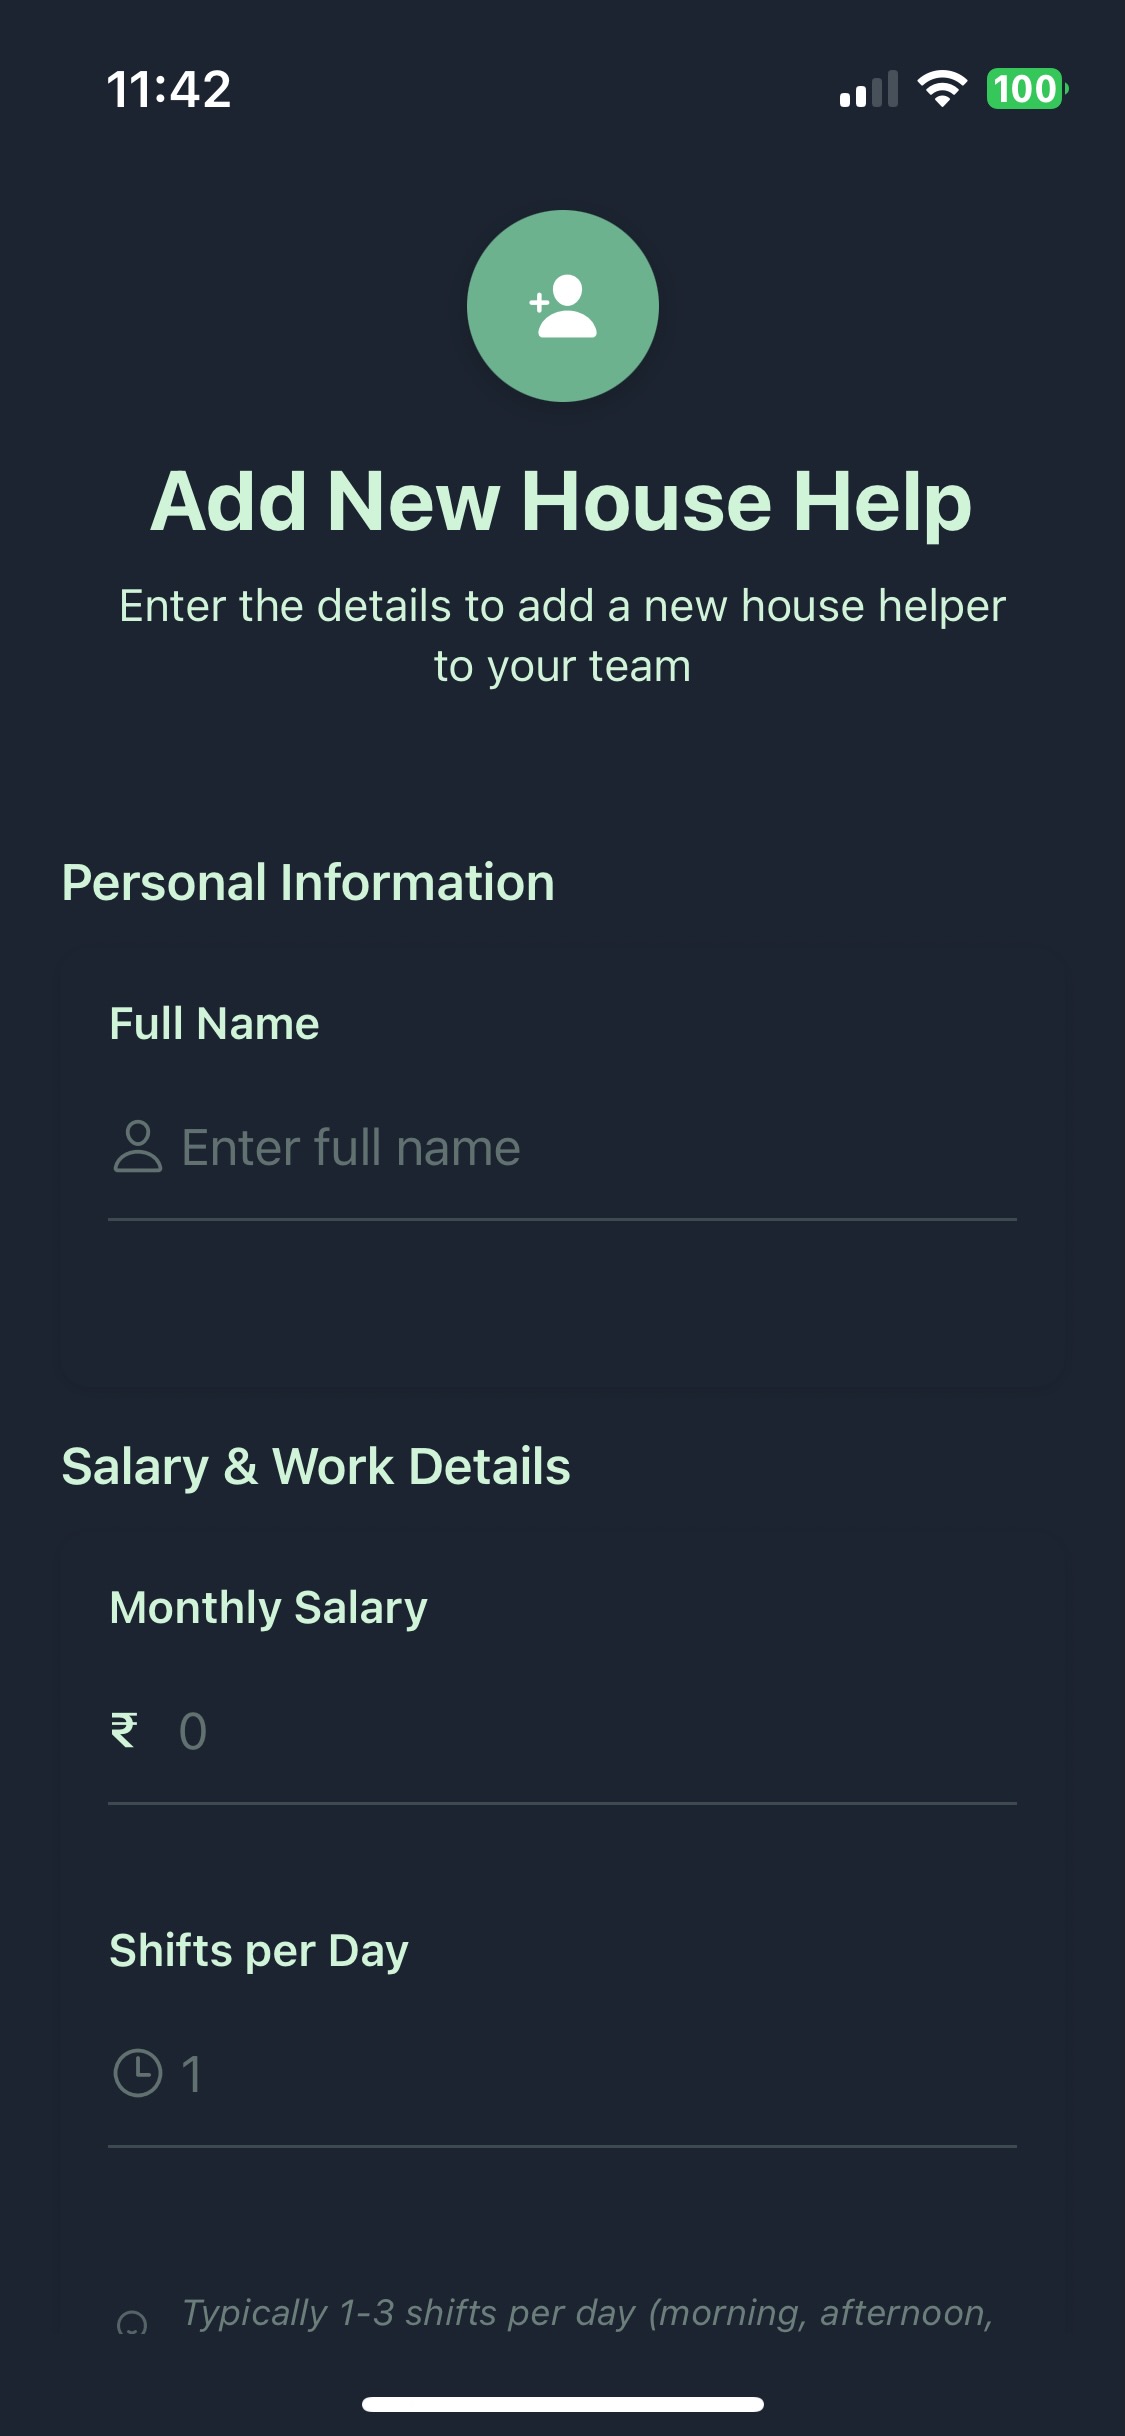 11:42
100
Add New House Help
Enter the details to add a new house helper
to your team
Personal Information
Full Name
Enter full name
Salary & Work Details
Monthly Salary
₹ 0
Shifts per Day
1
Typically 1-3 shifts per day (morning, afternoon,